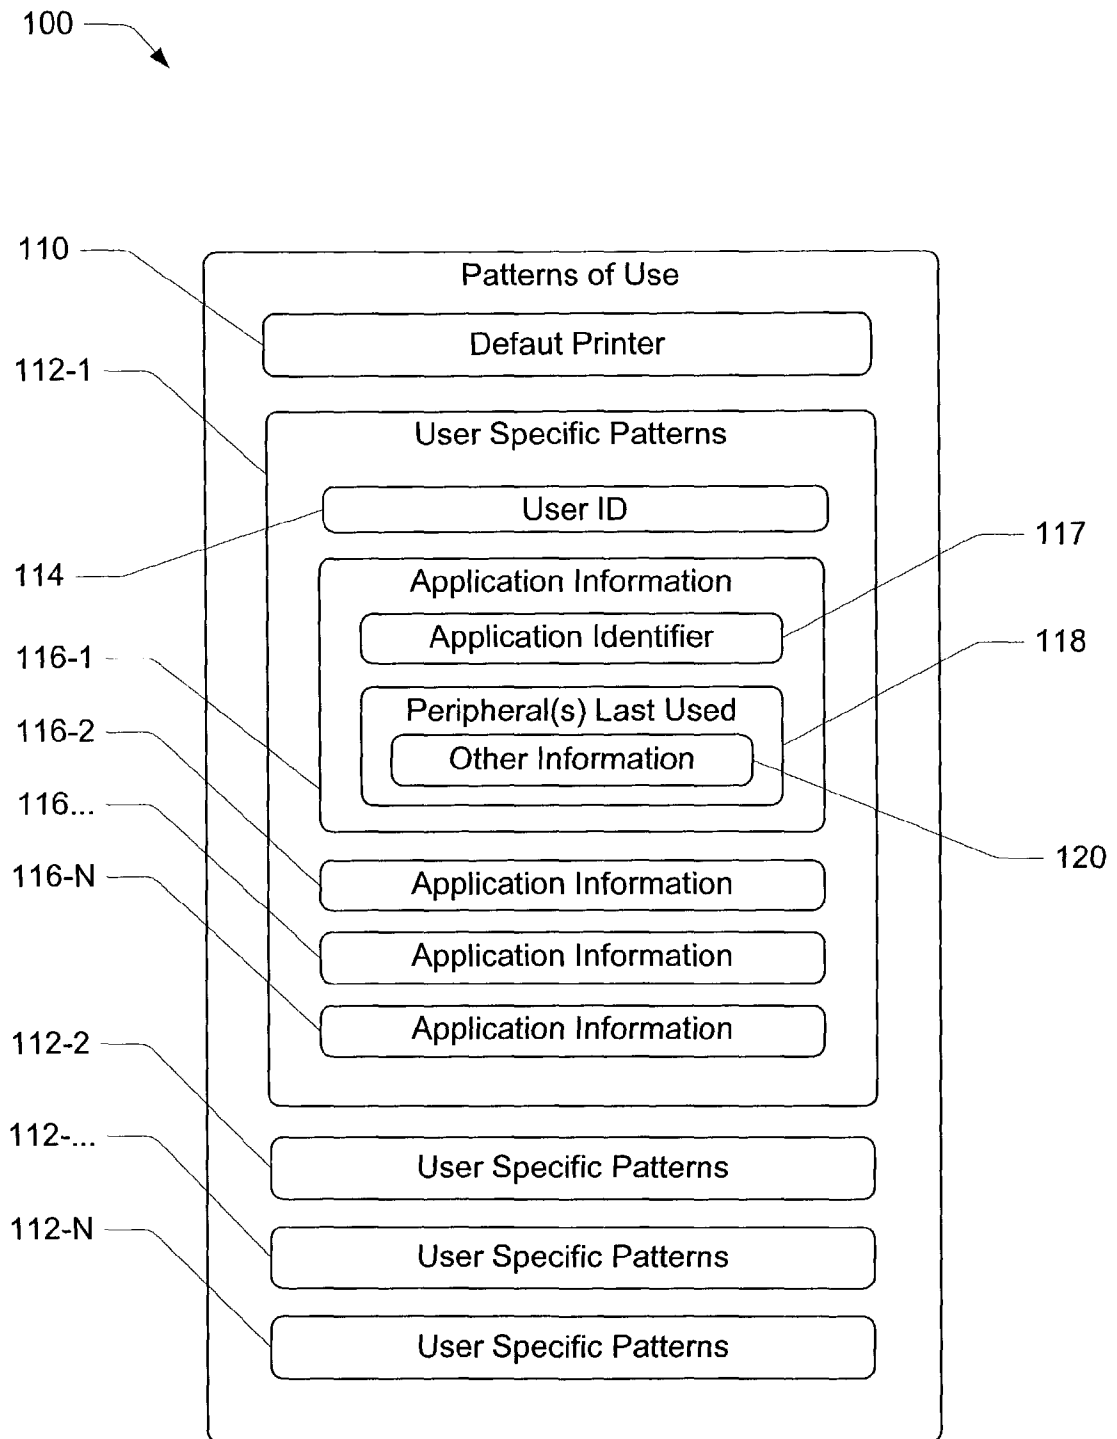 100
110
Patterns of Use
Defaut Printer
112-1
User Specific Patterns
User ID
117
114
Application Information
Application Identifier
118
116-1
Peripheral(s) Last Used
116-2
Other Information
116...
120
116-N
Application Information
Application Information
Application Information
112-2
112-...
User Specific Patterns
112-N
User Specific Patterns
User Specific Patterns